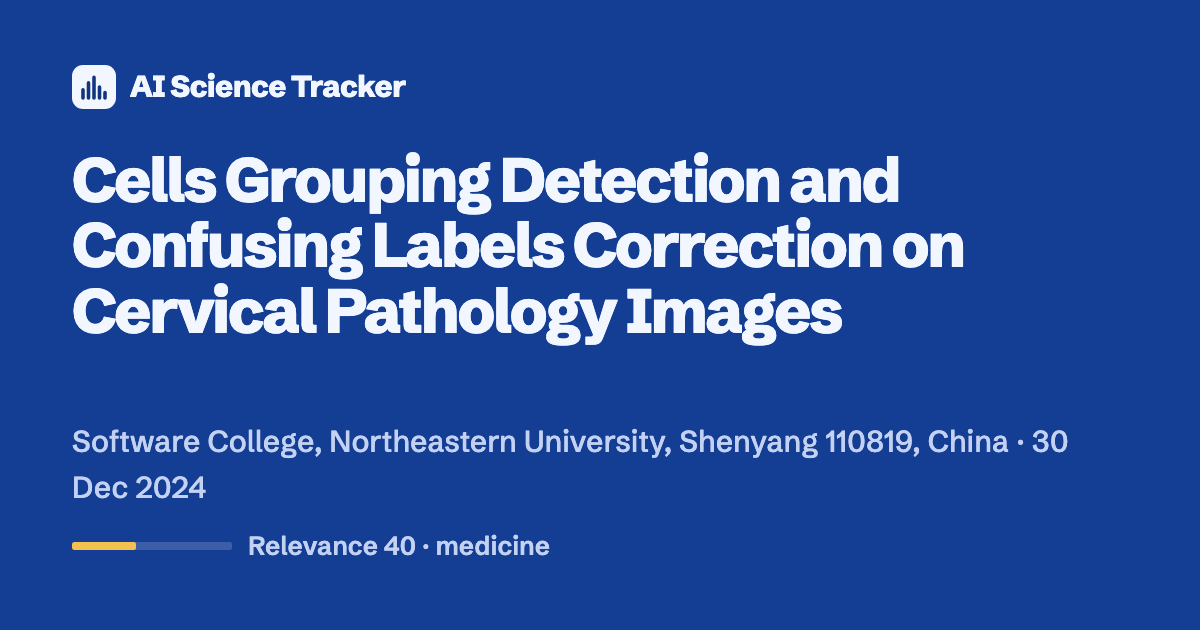 AI Science Tracker
Cells Grouping Detection and
Confusing Labels Correction on
Cervical Pathology Images
Software College, Northeastern University, Shenyang 110819, China · 30
Dec 2024
Relevance 40 · medicine